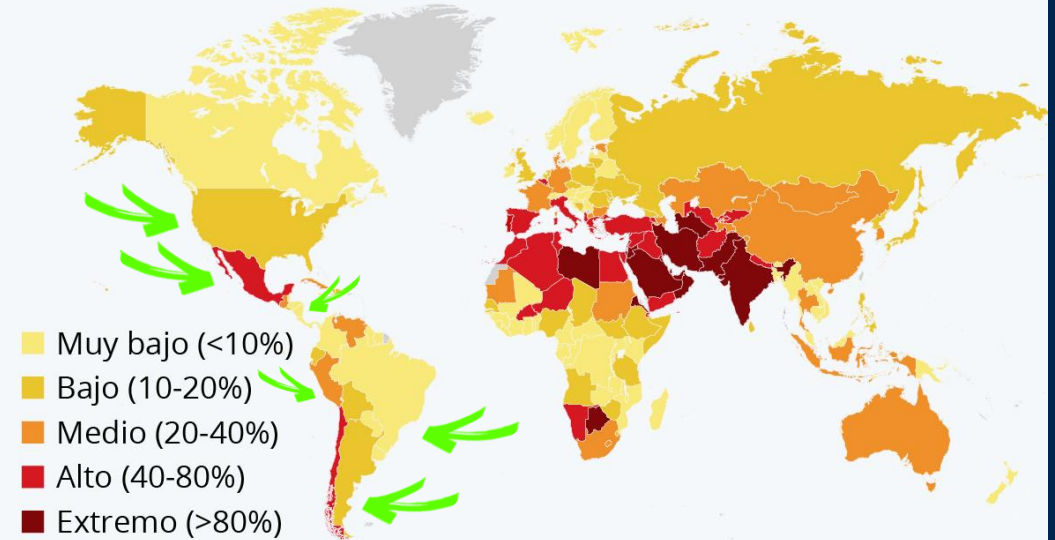 Muy bajo (<10%)
Bajo (10-20%)
Medio (20-40%)
Alto (40-80%)
Extremo (>80%)